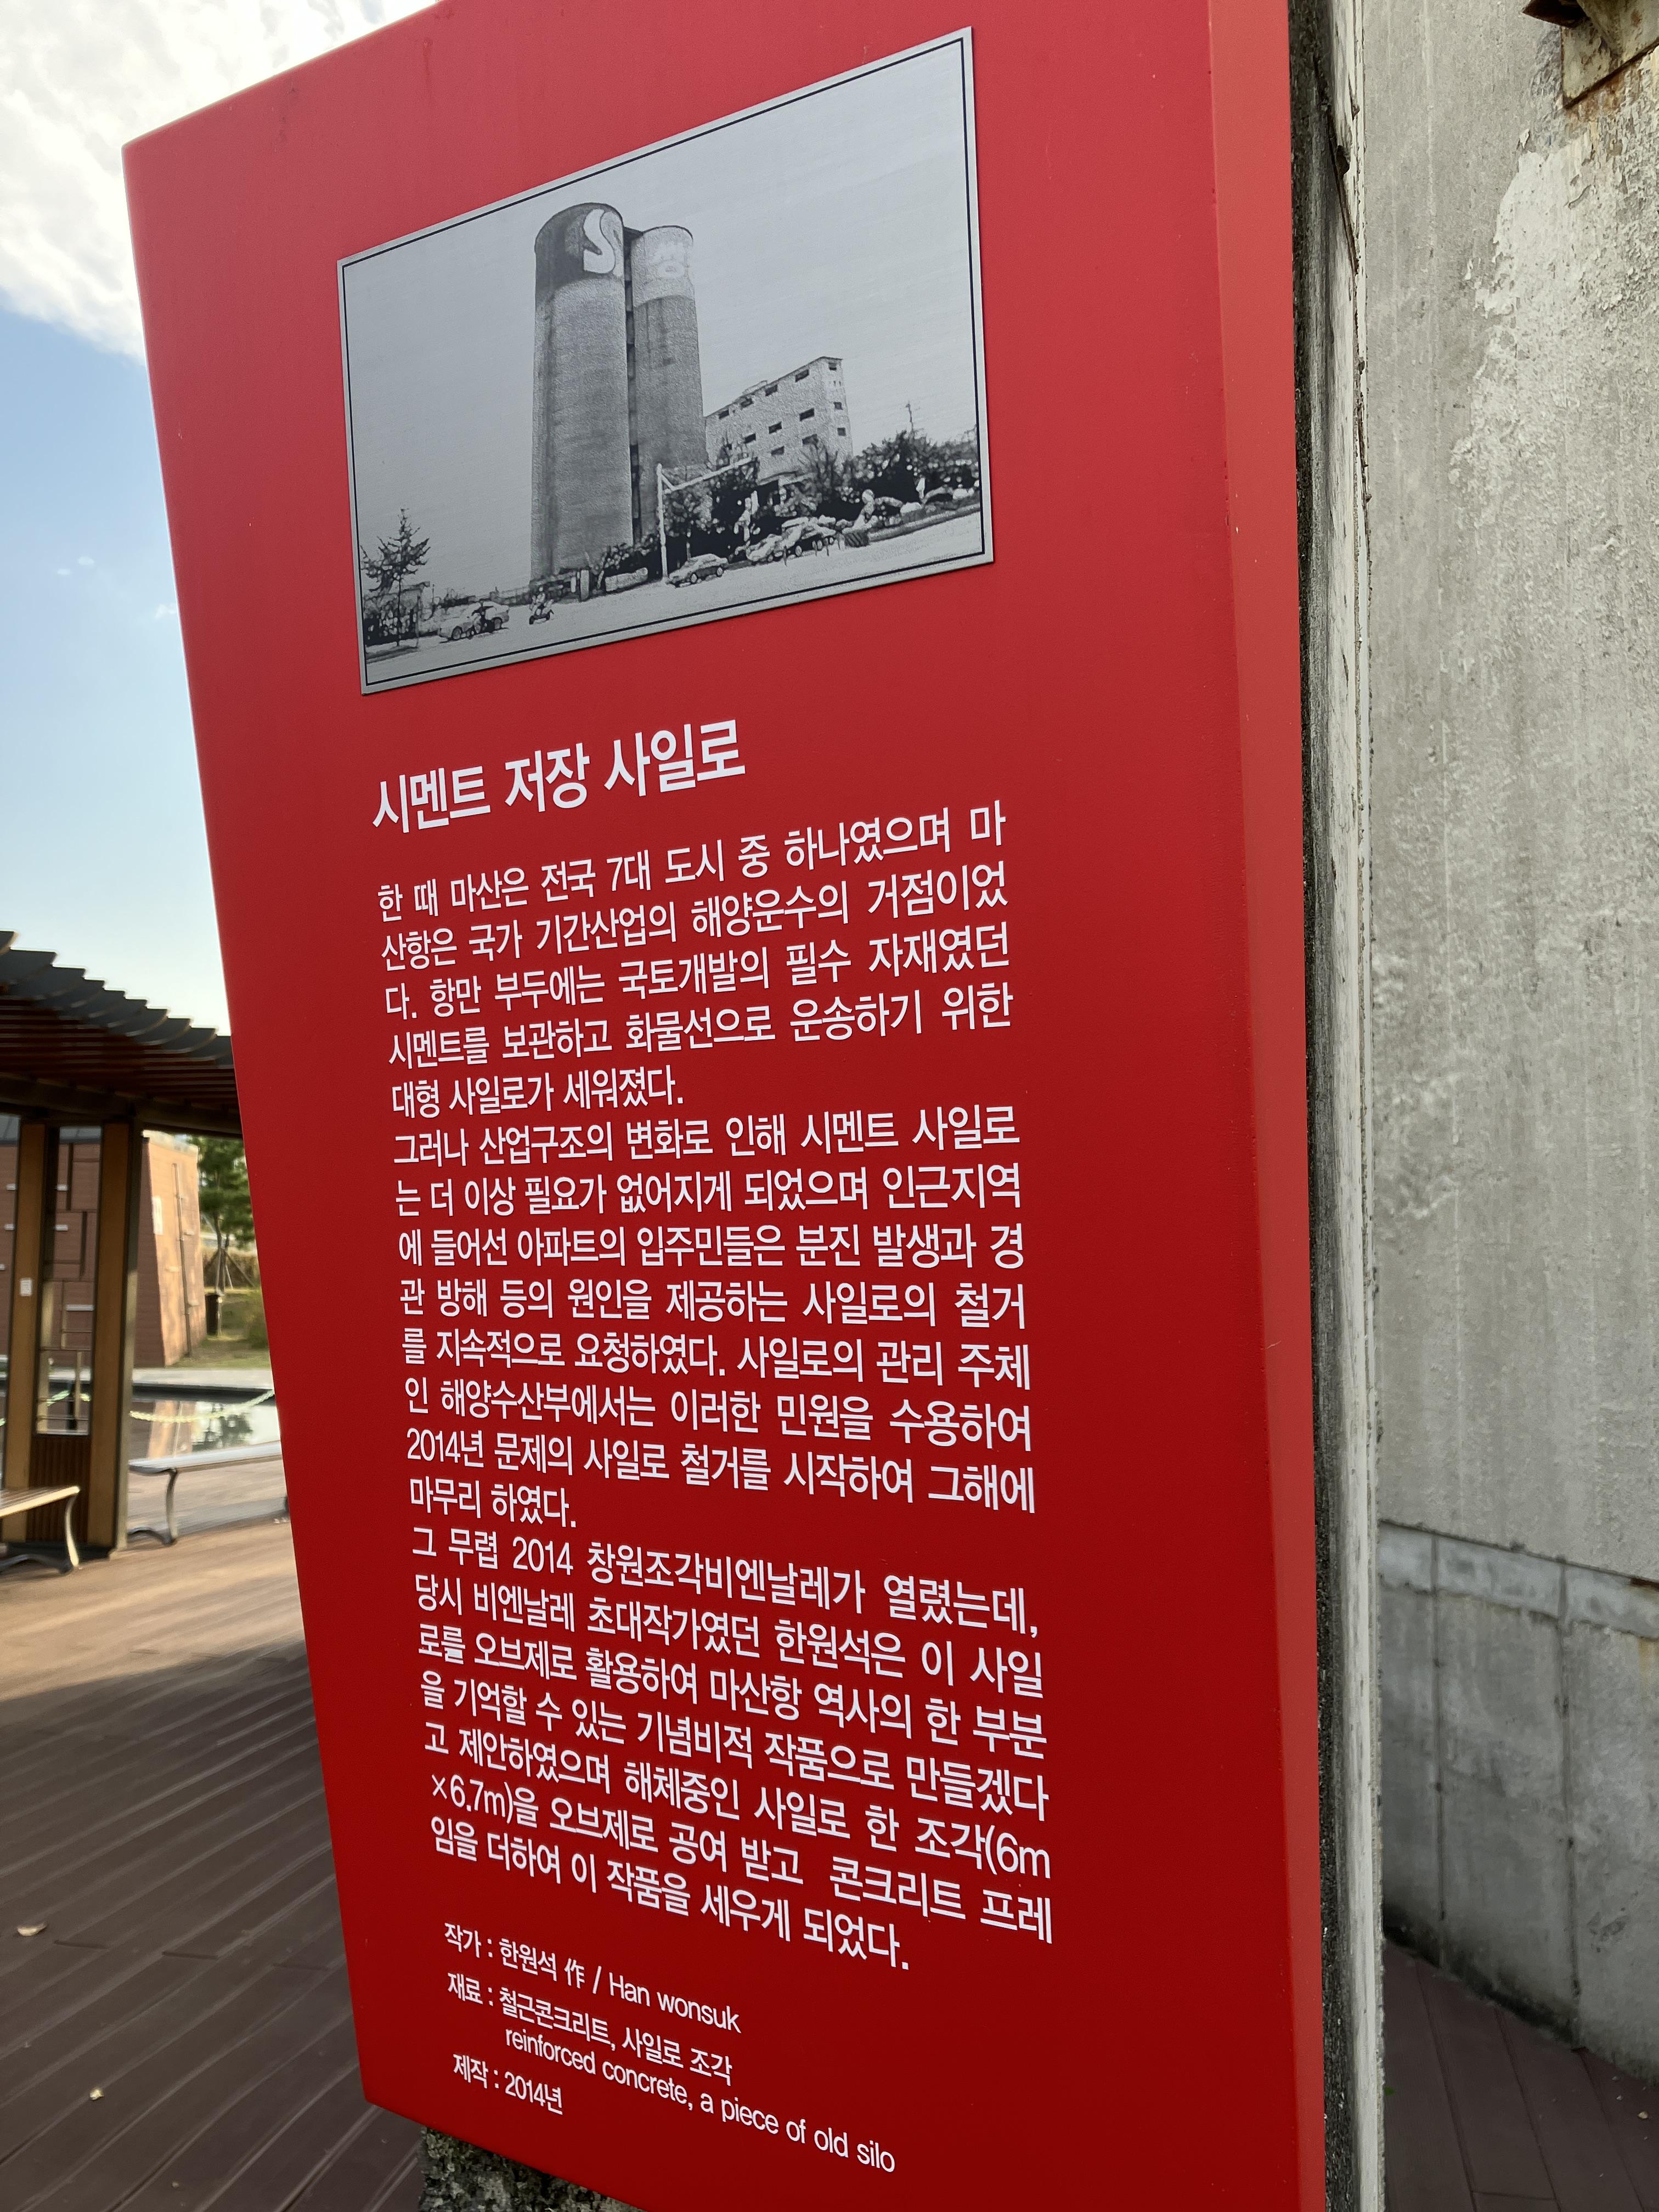 S
시멘트 저장 사일로
한 때 마산은 전국 7대 도시 중 하나였으며 마
산항은 국가 기간산업의 해양운수의 거점이었
다. 항만 부두에는 국토개발의 필수 자재였던
시멘트를 보관하고 화물선으로 운송하기 위한
대형 사일로가 세워졌다.
그러나 산업구조의 변화로 인해 시멘트 사일로
는 더 이상 필요가 없어지게 되었으며 인근지역
에 들어선 아파트의 입주민들은 분진 발생과 경
관 방해 등의 원인을 제공하는 사일로의 철거
를 지속적으로 요청하였다. 사일로의 관리 주체
인 해양수산부에서는 이러한 민원을 수용하여
2014년 문제의 사일로 철거를 시작하여 그해에
마무리 하였다.
그 무렵 2014 창원조각비엔날레가 열렸는데,
당시 비엔날레 초대작가였던 한원석은 이 사일
로를 오브제로 활용하여 마산항 역사의 한 부분
을 기억할 수 있는 기념비적 작품으로 만들겠다
고 제안하였으며 해체중인 사일로 한 조각(6m
×6.7m)을 오브제로 공여 받고 콘크리트 프레
임을 더하여 이 작품을 세우게 되었다.
작가 : 한원석 作 / Han wonsuk
재료 : 철근콘크리트, 사일로 조각
reinforced concrete, a piece of old silo
제작 : 2014년